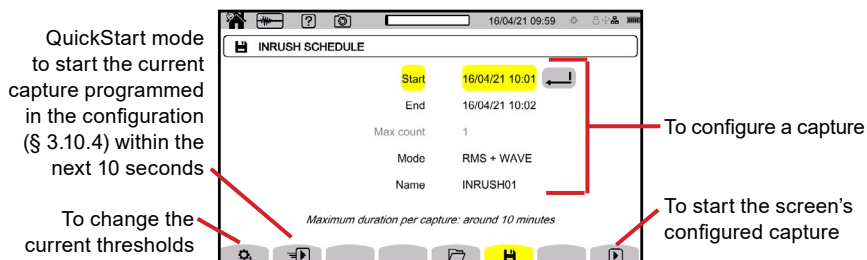 QuickStart mode
to start the current
capture programmed
in the configuration
(§ 3.10.4) within the
next 10 seconds
To change the
current thresholds
?
16/04/21 09:59
INRUSH SCHEDULE
Start 16/04/21 10:01
End 16/04/21 10:02
Max count 1
Mode RMS + WAVE
Name INRUSH01
Maximum duration per capture: around 10 minutes
To configure a capture
To start the screen's
configured capture